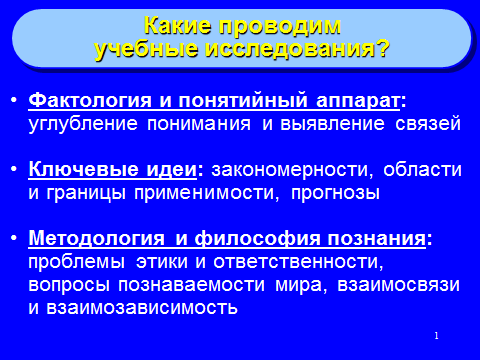 Какие проводим
учебные исследования?
• Фактология и понятийный аппарат:
углубление понимания и выявление связей
• Ключевые идеи: закономерности, области
и границы применимости, прогнозы
• Методология и философия познания:
проблемы этики и ответственности,
вопросы познаваемости мира, взаимосвязи
и взаимозависимость
1